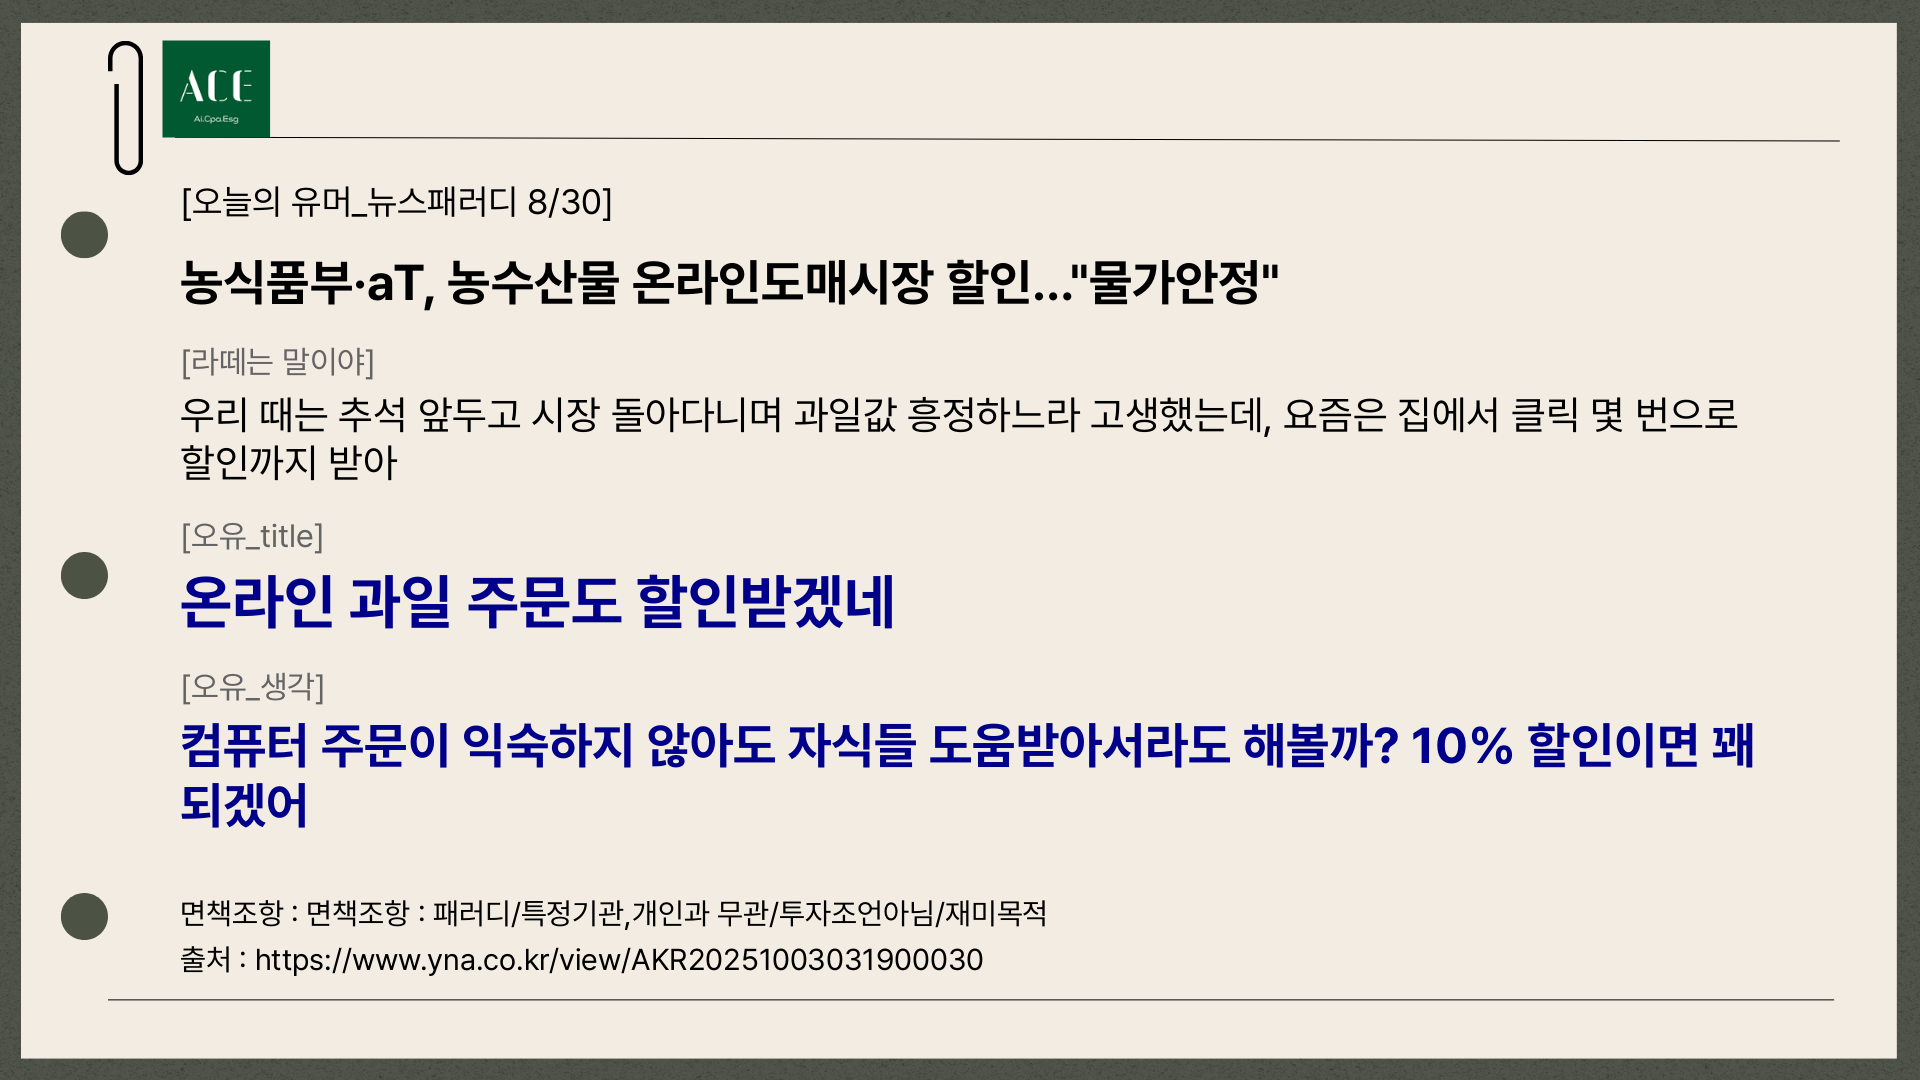 ACE
Ai.Cpa.Esg
[오늘의 유머_뉴스패러디 8/30]
농식품부·aT, 농수산물 온라인도매시장 할인..."물가안정"
[라떼는 말이야]
우리 때는 추석 앞두고 시장 돌아다니며 과일값 흥정하느라 고생했는데, 요즘은 집에서 클릭 몇 번으로
할인까지 받아
[오유_title]
온라인 과일 주문도 할인받겠네
[오유_생각]
컴퓨터 주문이 익숙하지 않아도 자식들 도움받아서라도 해볼까? 10% 할인이면 꽤
되겠어
면책조항 : 면책조항 : 패러디/특정기관,개인과 무관/투자조언아님/재미목적
출처 : https://www.yna.co.kr/view/AKR20251003031900030